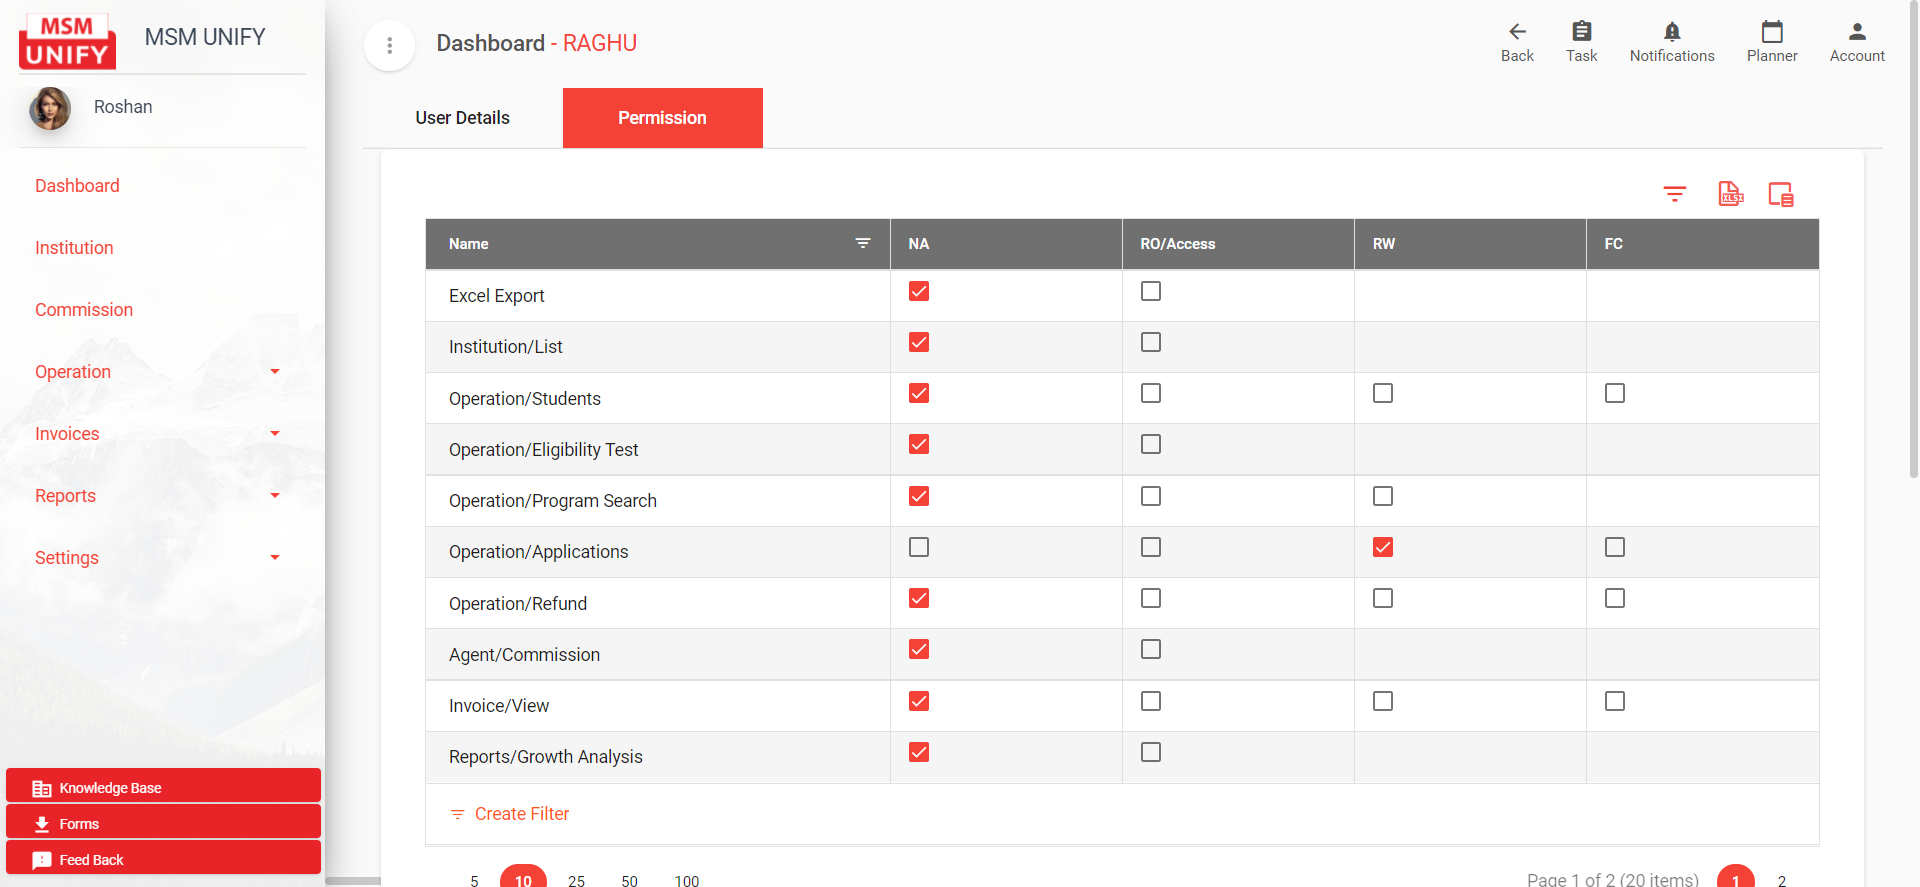 MSM
UNIFY
MSM UNIFY
Roshan
Dashboard
Institution
Commission
Operation
Invoices
Reports
Settings
Knowledge Base
Forms
Feed Back
Dashboard - RAGHU
Back
Task
Notifications
Planner
Account
User Details
Permission
XLSX
Name NA RO/Access RW FC
Excel Export
Institution/List
Operation/Students
Operation/Eligibility Test
Operation/Program Search
Operation/Applications
Operation/Refund
Agent/Commission
Invoice/View
Reports/Growth Analysis
Create Filter
5 10 25 50 100
Page 1 of 2 (20 items) 1 2